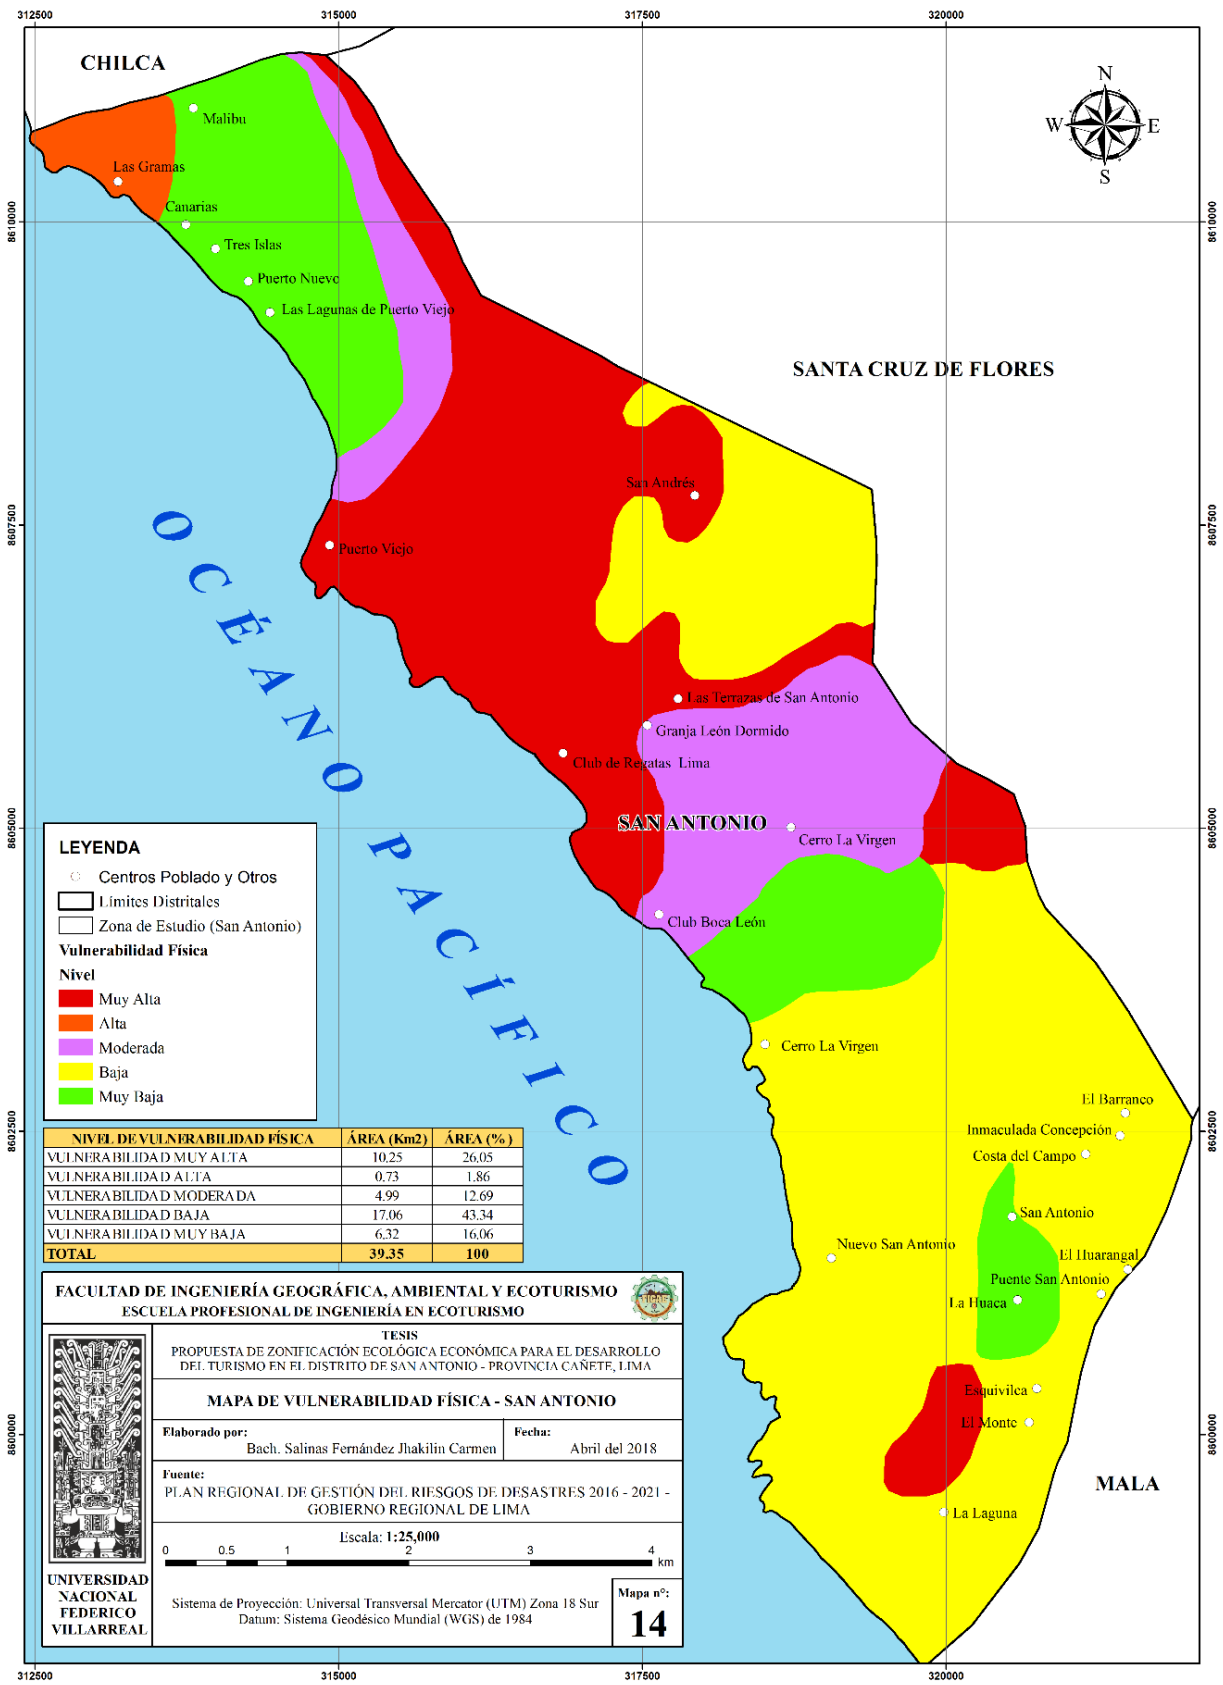 312500 315000 317500 320000
CHILCA
N
W E
S
Malibu
Las Gramas
Canarias
8610000 8610000
Tres Islas
Puerto Nuevo
Las Lagunas de Puerto Viejo
SANTA CRUZ DE FLORES
San Andrés
8607500 8607500
Puerto Viejo
OCÉANO PACÍFICO
Las Terrazas de San Antonio
Granja León Dormido
Club de Regatas Lima
SAN ANTONIO
8605000 8605000
Cerro La Virgen
Club Boca León
Cerro La Virgen
El Barranco
8602500 8602500
Inmaculada Concepción
Costa del Campo
San Antonio
Nuevo San Antonio
El Huarangal
Puente San Antonio
La Huaca
Esquivilca
El Monte
8600000 8600000
MALA
La Laguna
LEYENDA
Centros Poblado y Otros
Límites Distritales
Zona de Estudio (San Antonio)
Vulnerabilidad Física
Nivel
Muy Alta
Alta
Moderada
Baja
Muy Baja
NIVEL DE VULNERABILIDAD FÍSICA ÁREA (Km2) ÁREA (%)
VULNERABILIDAD MUY ALTA 10.25 26.05
VULNERABILIDAD ALTA 0.73 1.86
VULNERABILIDAD MODERADA 4.99 12.69
VULNERABILIDAD BAJA 17.06 43.34
VULNERABILIDAD MUY BAJA 6.32 16.06
TOTAL 39.35 100
FACULTAD DE INGENIERÍA GEOGRÁFICA, AMBIENTAL Y ECOTURISMO
ESCUELA PROFESIONAL DE INGENIERÍA EN ECOTURISMO
TESIS
PROPUESTA DE ZONIFICACIÓN ECOLÓGICA ECONÓMICA PARA EL DESARROLLO
DEL TURISMO EN EL DISTRITO DE SAN ANTONIO - PROVINCIA CAÑETE, LIMA
MAPA DE VULNERABILIDAD FÍSICA - SAN ANTONIO
Elaborado por:
Bach. Salinas Fernández Jhakilin Carmen
Fecha:
Abril del 2018
Fuente:
PLAN REGIONAL DE GESTIÓN DEL RIESGOS DE DESASTRES 2016 - 2021 -
GOBIERNO REGIONAL DE LIMA
Escala: 1:25,000
0 0.5 1 2 3 4
km
Sistema de Proyección: Universal Transversal Mercator (UTM) Zona 18 Sur
Datum: Sistema Geodésico Mundial (WGS) de 1984
Mapa n°:
14
UNIVERSIDAD
NACIONAL
FEDERICO
VILLARREAL
312500 315000 317500 320000